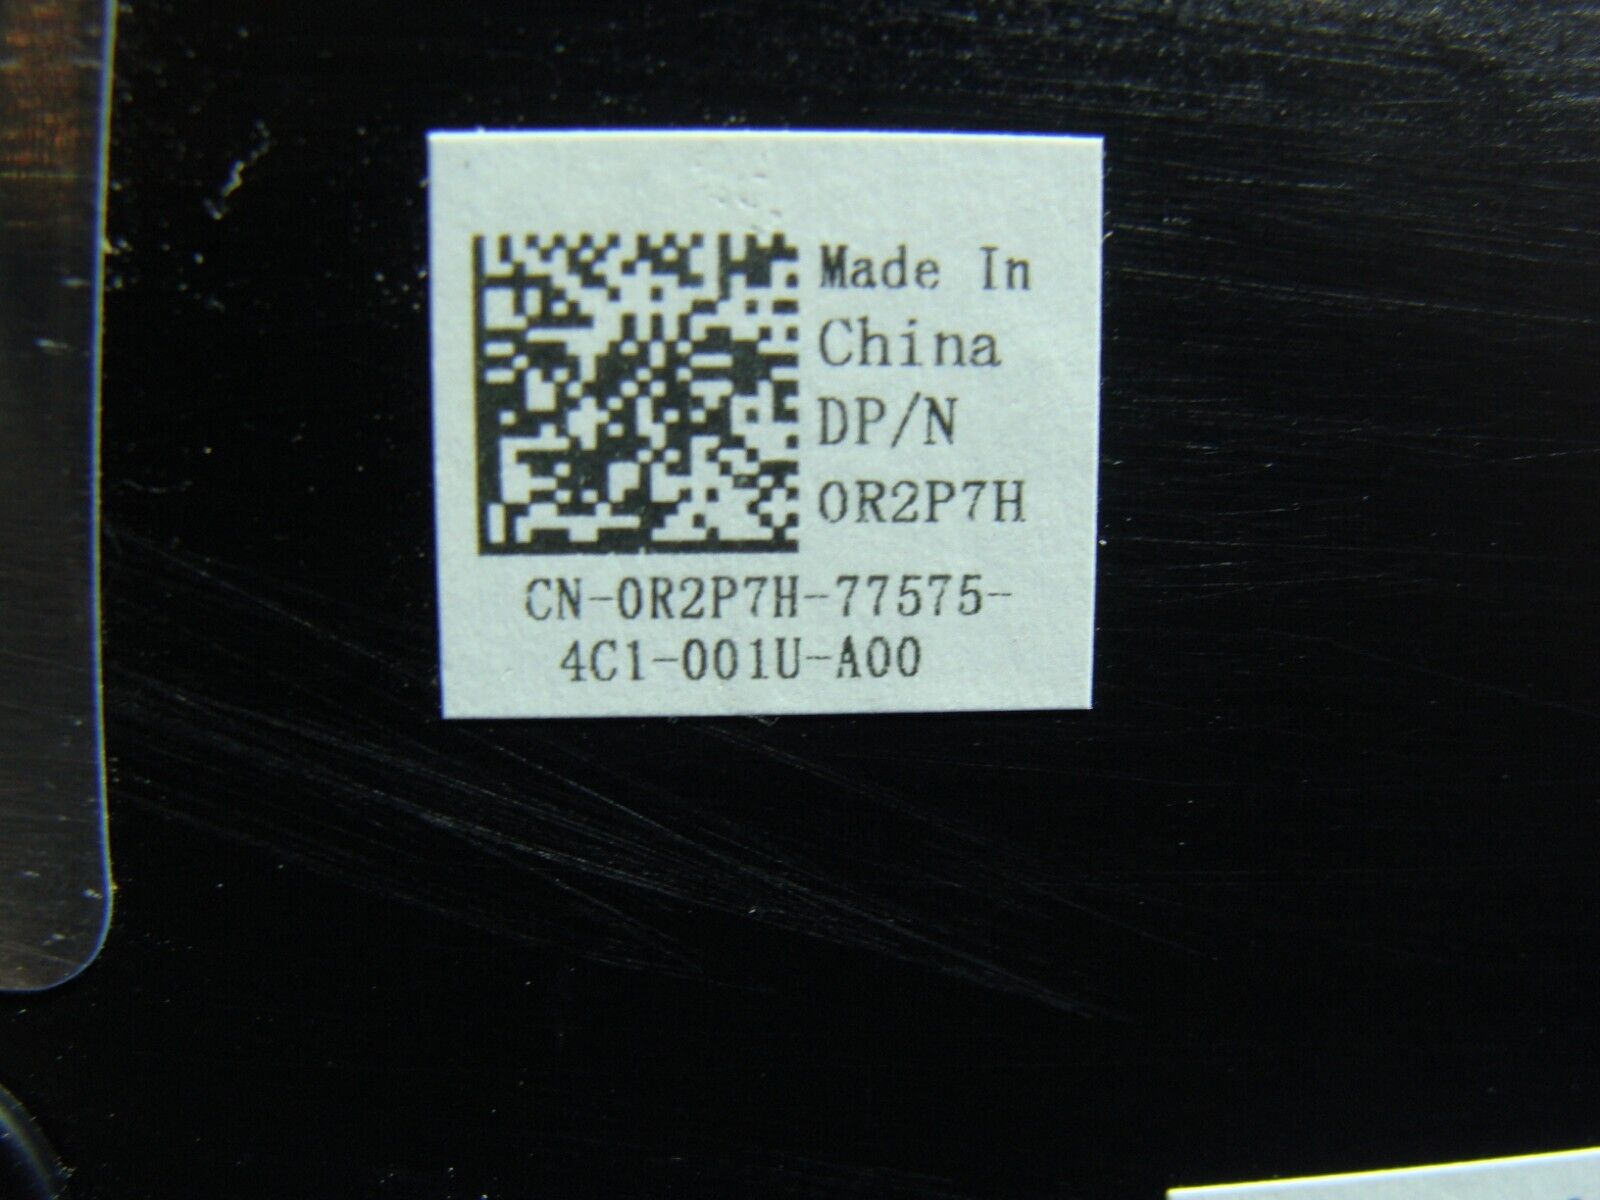 Made In
China
DP/N
0R2P7H
CN-0R2P7H-77575-
4C1-001U-A00